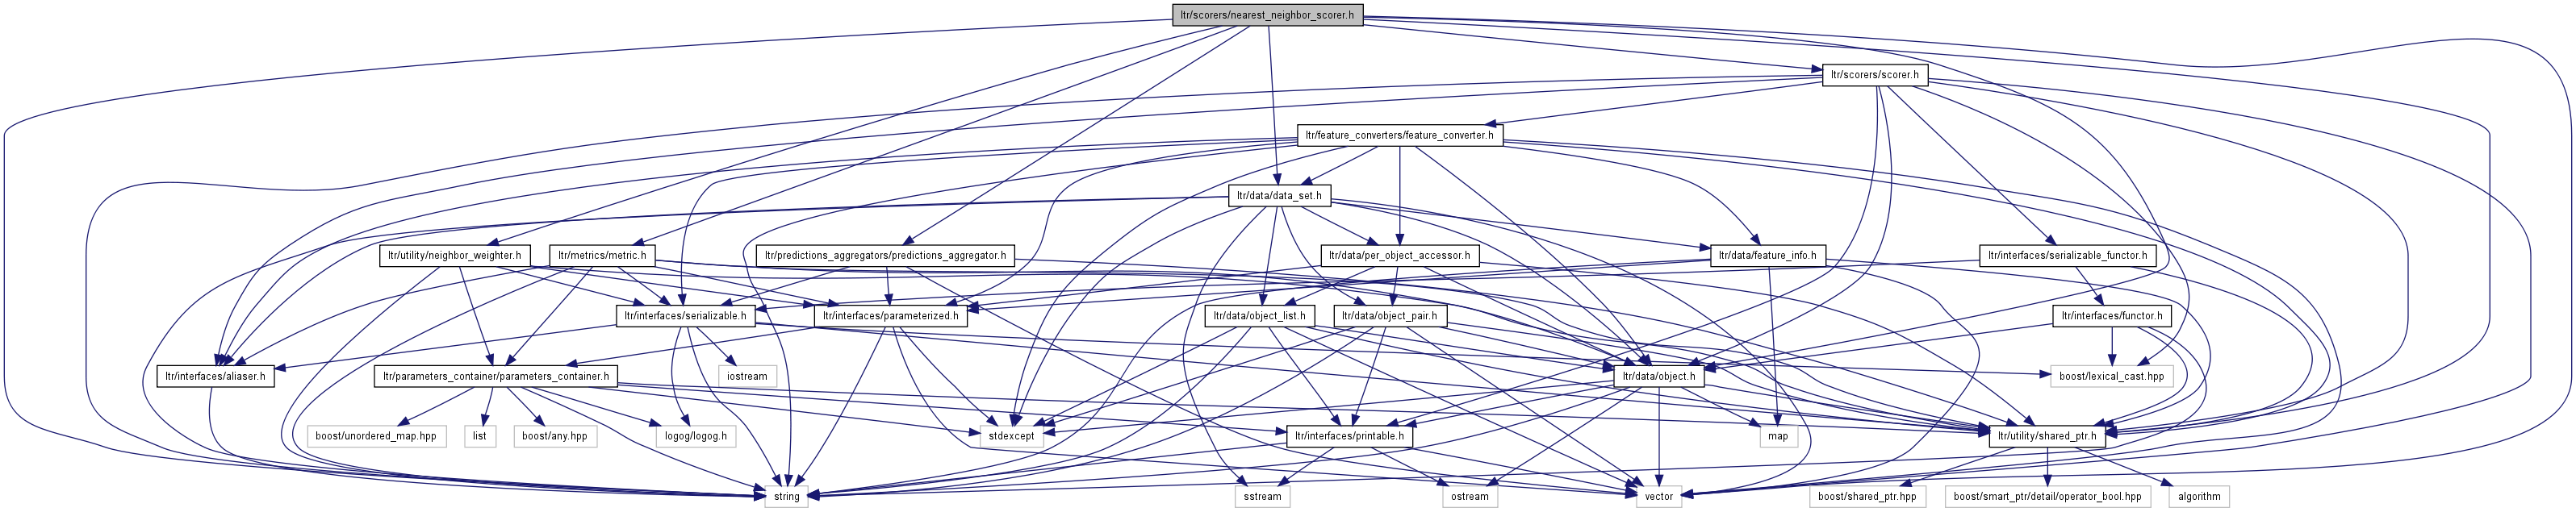 ltr/scorers/nearest_neighbor_scorer.h
ltr/scorers/scorer.h
ltr/feature_converters/feature_converter.h
ltr/data/data_set.h
ltr/utility/neighbor_weighter.h
ltr/metrics/metric.h
ltr/predictions_aggregators/predictions_aggregator.h
ltr/data/per_object_accessor.h
ltr/data/feature_info.h
ltr/interfaces/serializable_functor.h
ltr/interfaces/serializable.h
ltr/interfaces/parameterized.h
ltr/data/object_list.h
ltr/data/object_pair.h
ltr/interfaces/functor.h
ltr/interfaces/aliaser.h
ltr/parameters_container/parameters_container.h
iostream
ltr/data/object.h
boost/lexical_cast.hpp
boost/unordered_map.hpp
list
boost/any.hpp
logog/logog.h
stdexcept
ltr/interfaces/printable.h
map
ltr/utility/shared_ptr.h
string
sstream
ostream
vector
boost/shared_ptr.hpp
boost/smart_ptr/detail/operator_bool.hpp
algorithm